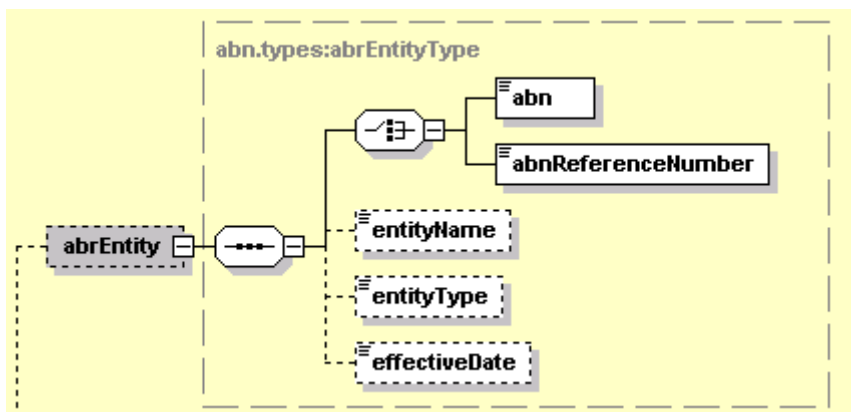 abn.types:abrEntityType
abn
abnReferenceNumber
abrEntity
entityName
entityType
effectiveDate